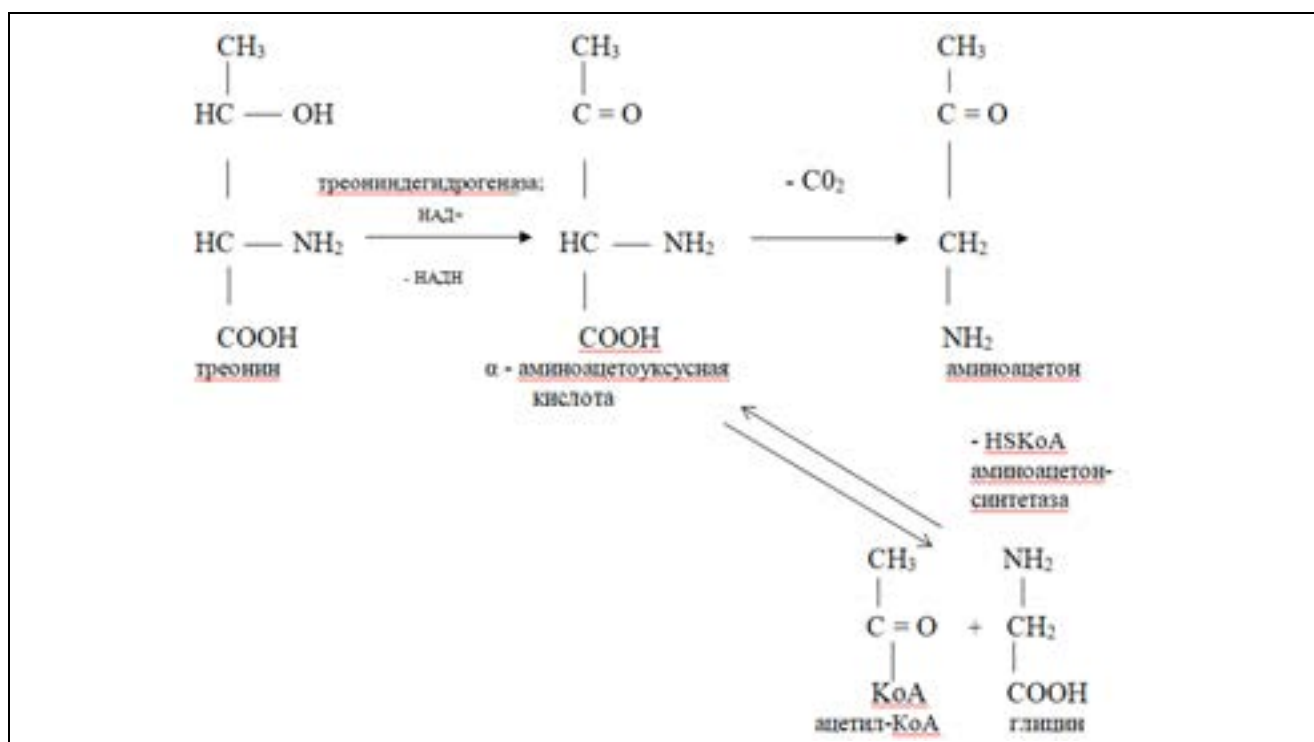 CH₃ CH₃ CH₃
HC — OH C = O C = O
треониндегидрогеназа; - C0₂
НАД+
HC — NH₂ HC — NH₂ CH₂
- НАДН
COOH COOH NH₂
треонин α - аминоацетоуксусная аминоацетон
кислота
- HSKoA
аминоацетон-
синтетаза
CH₃ NH₂
C = O + CH₂
KoA COOH
ацетил-КоА глицин